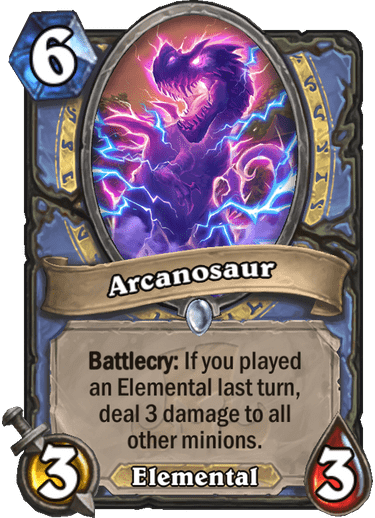 6
Arcanosaur
Battlecry: If you played
an Elemental last turn,
deal 3 damage to all
other minions.
3
Elemental
3